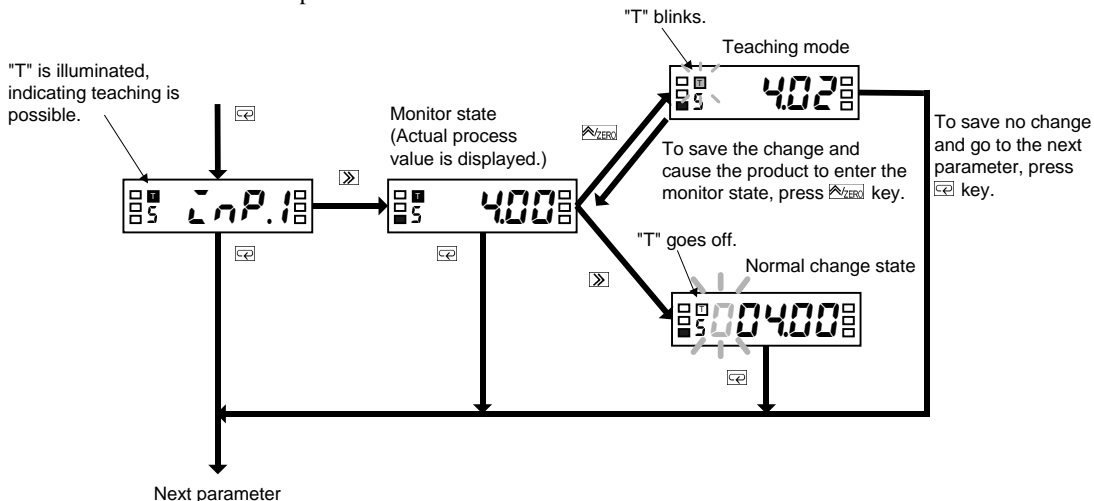 "T" blinks.
Teaching mode
"T" is illuminated,
indicating teaching is
possible.
T
S 4.02
Monitor state
(Actual process
value is displayed.)
/ZERO
To save the change and
cause the product to enter the
monitor state, press /ZERO key.
To save no change
and go to the next
parameter, press
key.
T
S inP.1
T
S 4.00
"T" goes off.
Normal change state
T
S 004.00
Next parameter